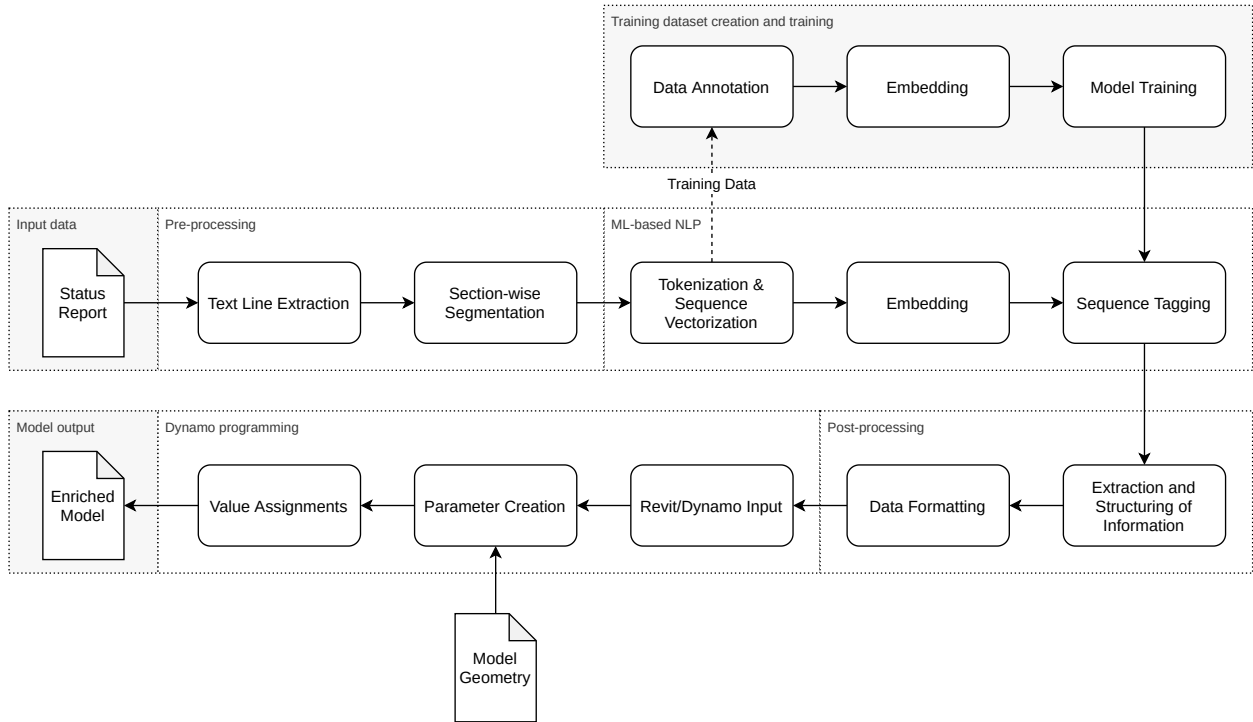 Training dataset creation and training
Data Annotation
Embedding
Model Training
Training Data
Input data
Pre-processing
ML-based NLP
Status
Report
Text Line Extraction
Section-wise
Segmentation
Tokenization &
Sequence
Vectorization
Embedding
Sequence Tagging
Model output
Dynamo programming
Post-processing
Enriched
Model
Value Assignments
Parameter Creation
Revit/Dynamo Input
Data Formatting
Extraction and
Structuring of
Information
Model
Geometry